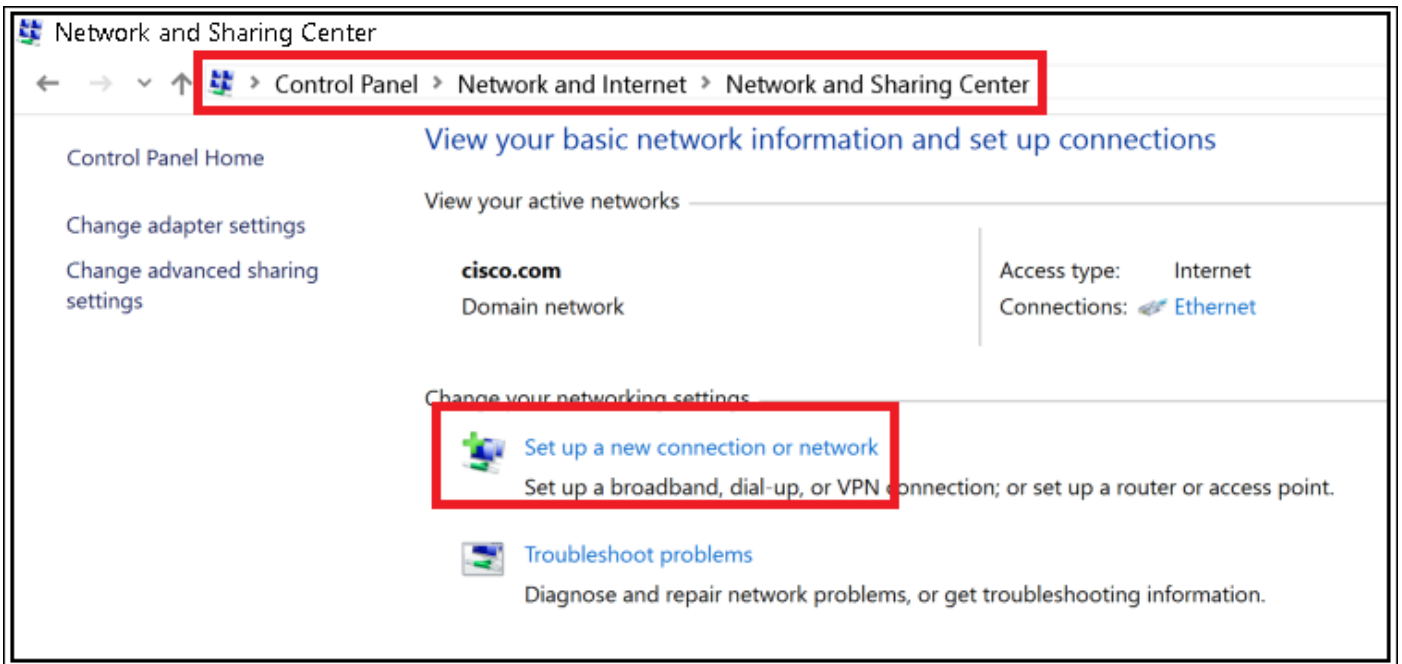 Network and Sharing Center
Control Panel > Network and Internet > Network and Sharing Center
Control Panel Home
Change adapter settings
Change advanced sharing
settings
View your basic network information and set up connections
View your active networks
cisco.com
Domain network
Access type: Internet
Connections: Ethernet
Change your networking settings
Set up a new connection or network
Set up a broadband, dial-up, or VPN connection; or set up a router or access point.
Troubleshoot problems
Diagnose and repair network problems, or get troubleshooting information.